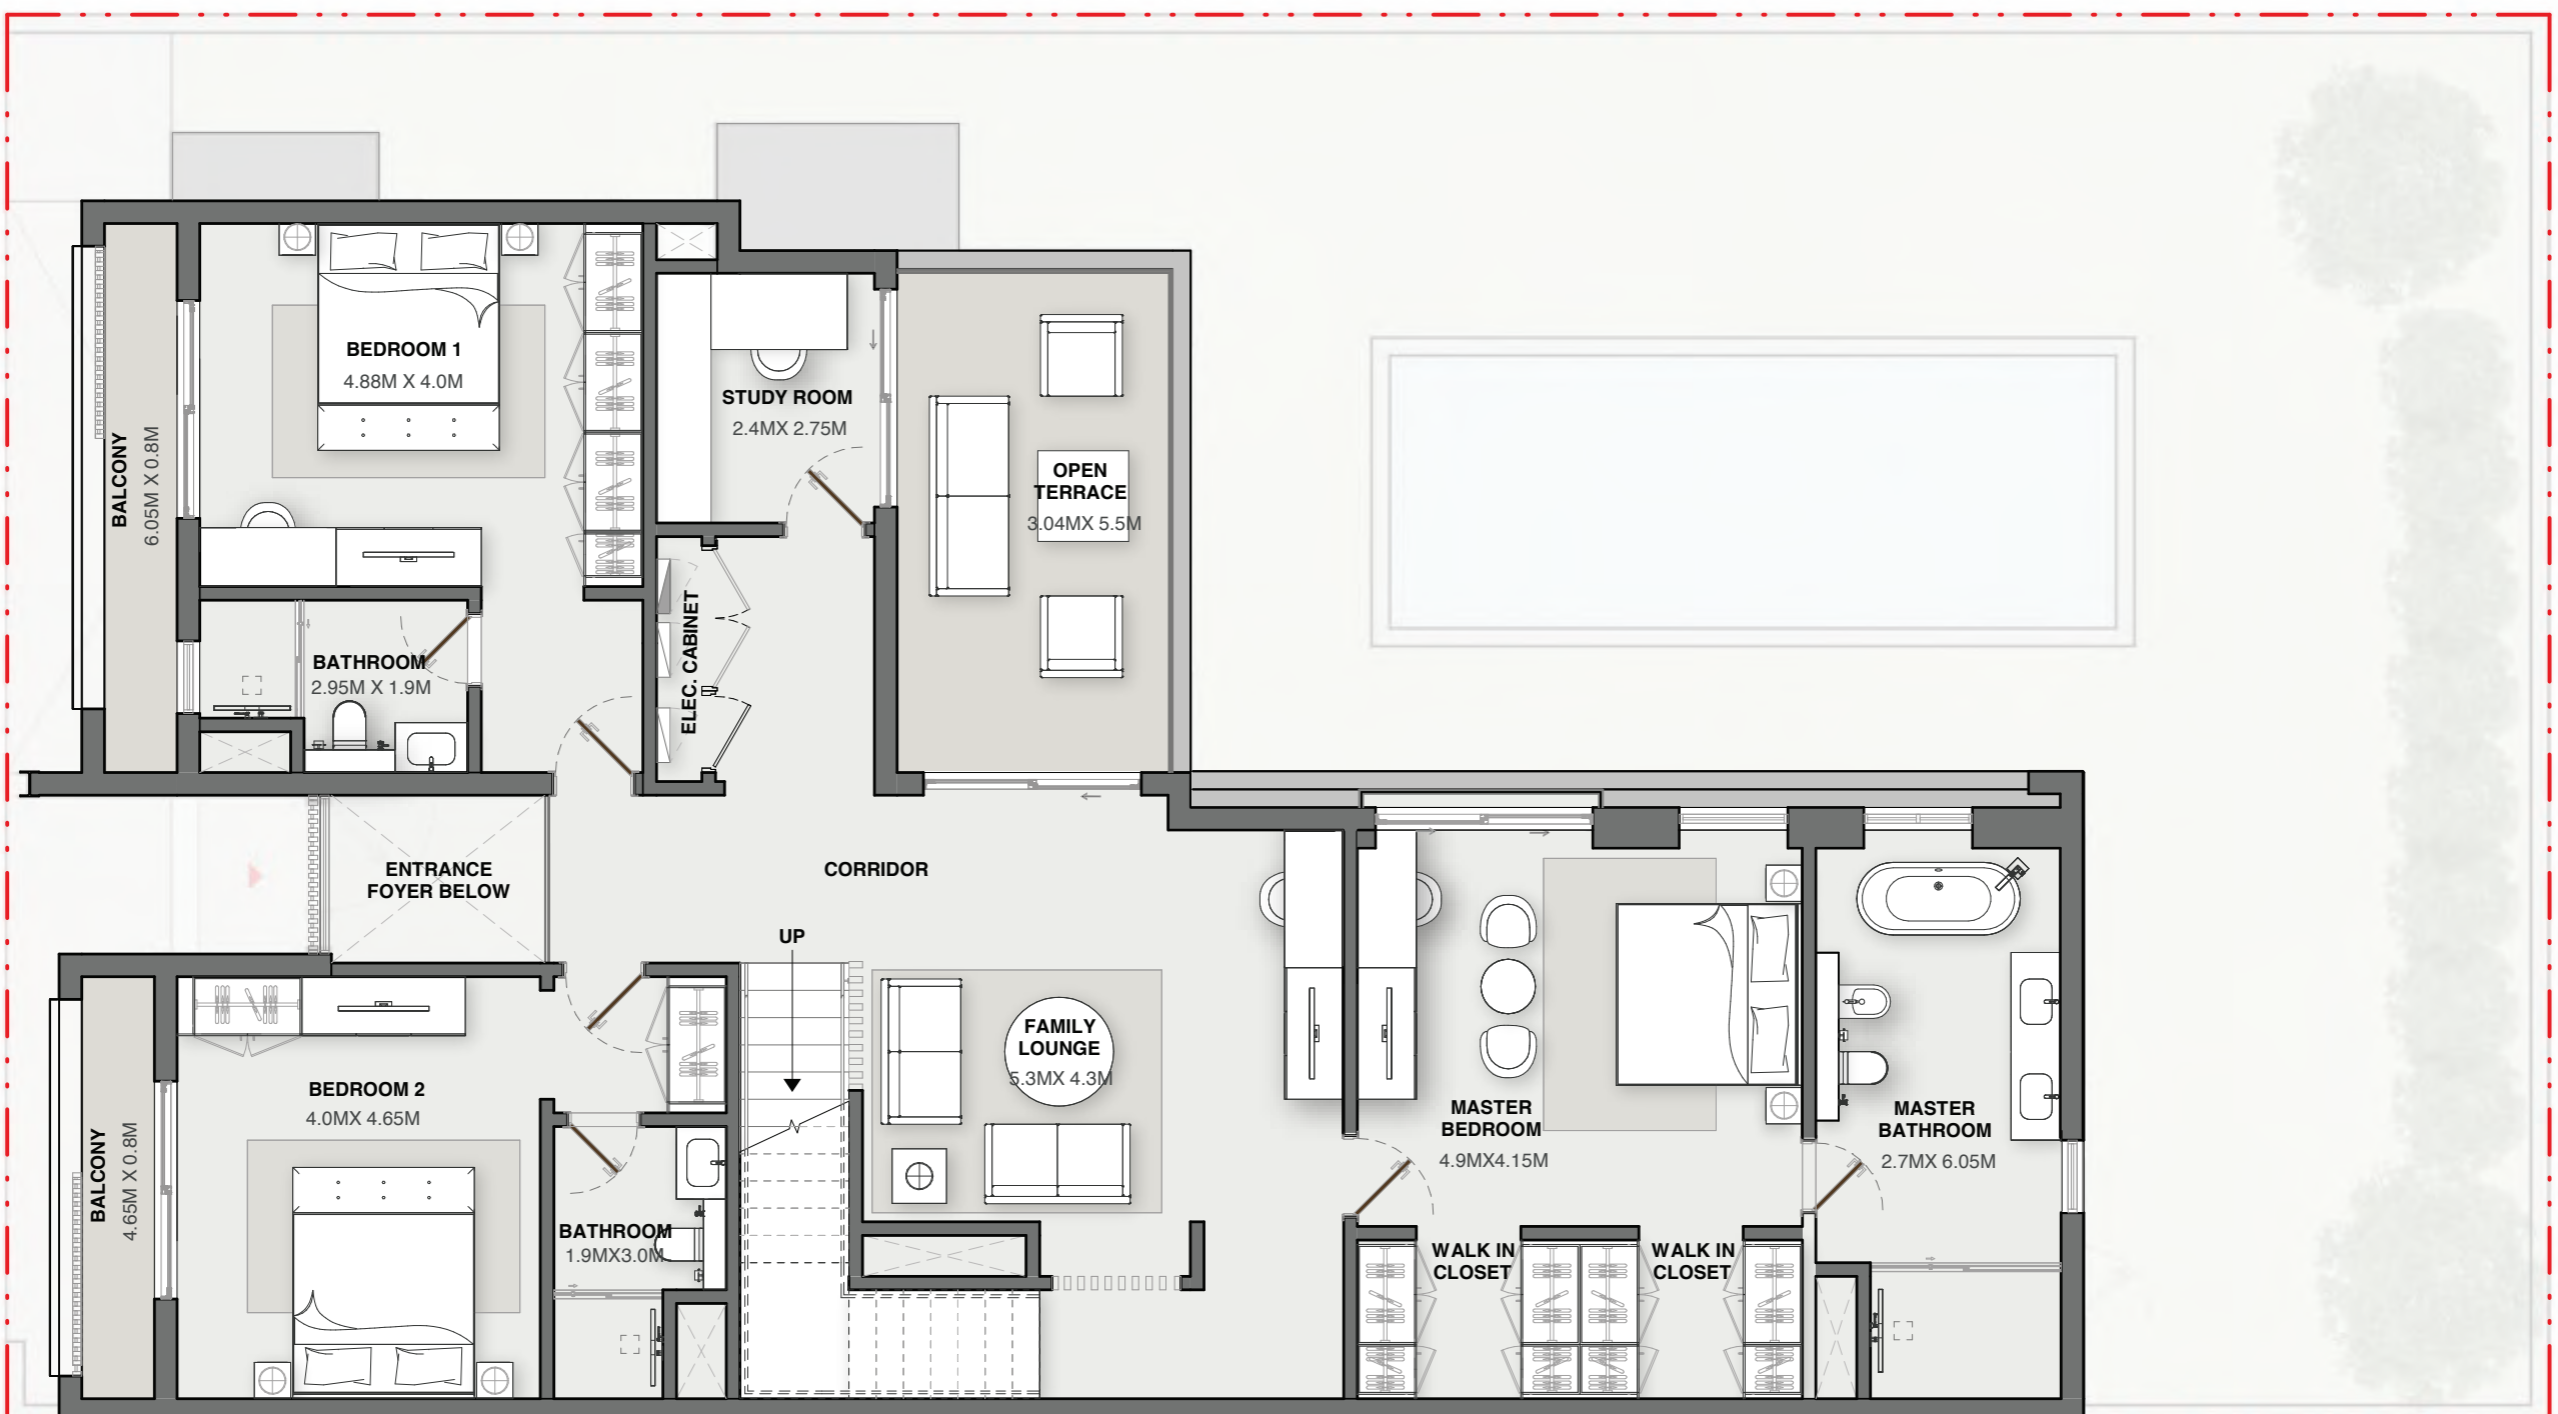 BEDROOM 1
4.88M X 4.0M
BALCONY
6.05M X 0.8M
STUDY ROOM
2.4MX 2.75M
OPEN
TERRACE
3.04MX 5.5M
BATHROOM
2.95M X 1.9M
ELEC. CABINET
ENTRANCE
FOYER BELOW
CORRIDOR
UP
BEDROOM 2
4.0MX 4.65M
BALCONY
4.65M X 0.8M
BATHROOM
1.9MX3.0M
FAMILY
LOUNGE
5.3MX 4.3M
MASTER
BEDROOM
4.9MX4.15M
MASTER
BATHROOM
2.7MX 6.05M
WALK IN
CLOSET
WALK IN
CLOSET